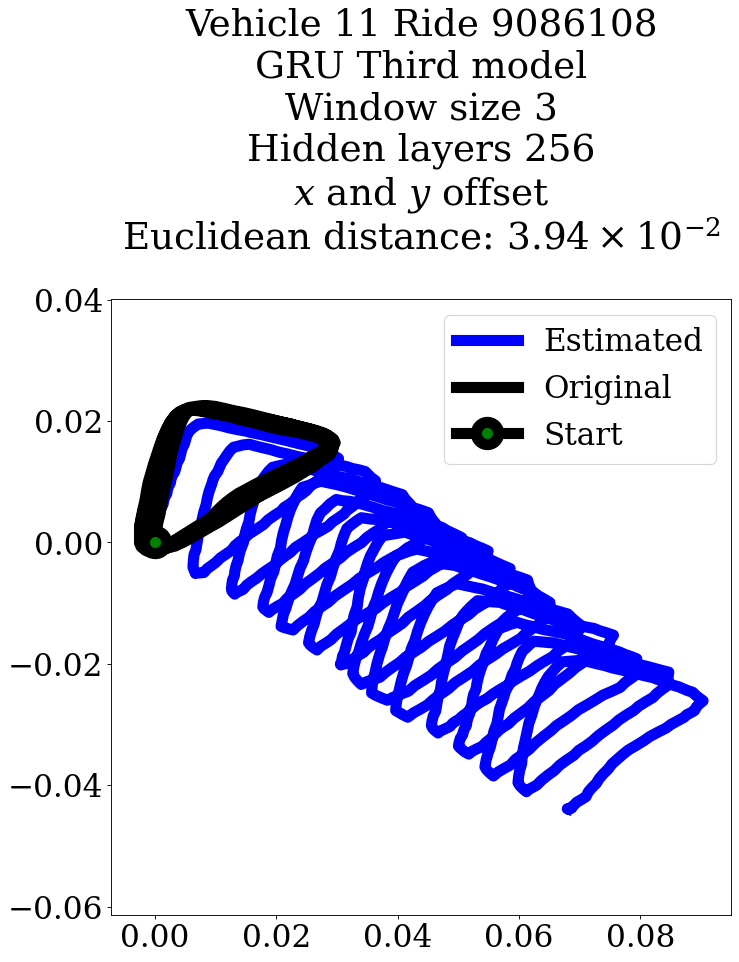 Vehicle 11 Ride 9086108
GRU Third model
Window size 3
Hidden layers 256
x and y offset
Euclidean distance: 3.94 × 10⁻²
Estimated
Original
Start
0.04
0.02
0.00
−0.02
−0.04
−0.06
0.00 0.02 0.04 0.06 0.08